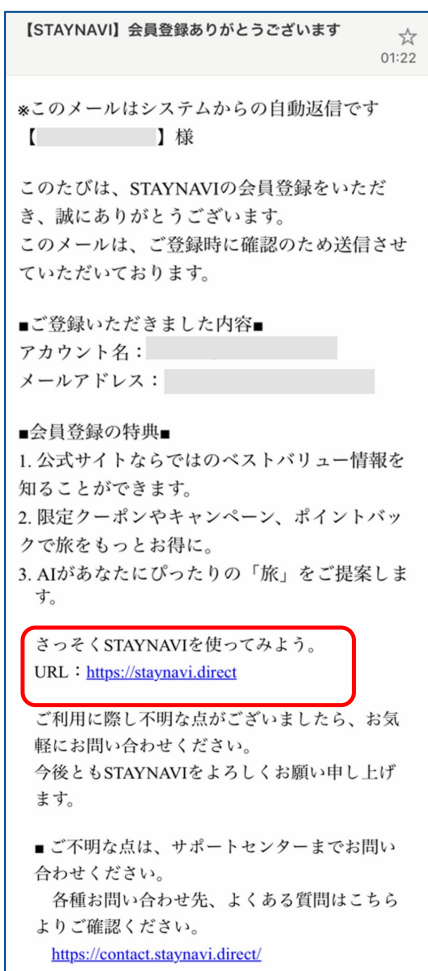 【STAYNAVI】会員登録ありがとうございます
01:22
※このメールはシステムからの自動返信です
【 】様
このたびは、STAYNAVIの会員登録をいただ
き、誠にありがとうございます。
このメールは、ご登録時に確認のため送信させ
ていただいております。
■ご登録いただきました内容■
アカウント名：
メールアドレス：
■会員登録の特典■
1. 公式サイトならではのベストバリュー情報を
知ることができます。
2. 限定クーポンやキャンペーン、ポイントバッ
クで旅をもっとお得に。
3. AIがあなたにぴったりの「旅」をご提案しま
す。
さっそくSTAYNAVIを使ってみよう。
URL：https://staynavi.direct
ご利用に際し不明な点がございましたら、お気
軽にお問い合わせください。
今後ともSTAYNAVIをよろしくお願い申し上げ
ます。
■ ご不明な点は、サポートセンターまでお問い
合わせください。
各種お問い合わせ先、よくある質問はこちら
よりご確認ください。
https://contact.staynavi.direct/